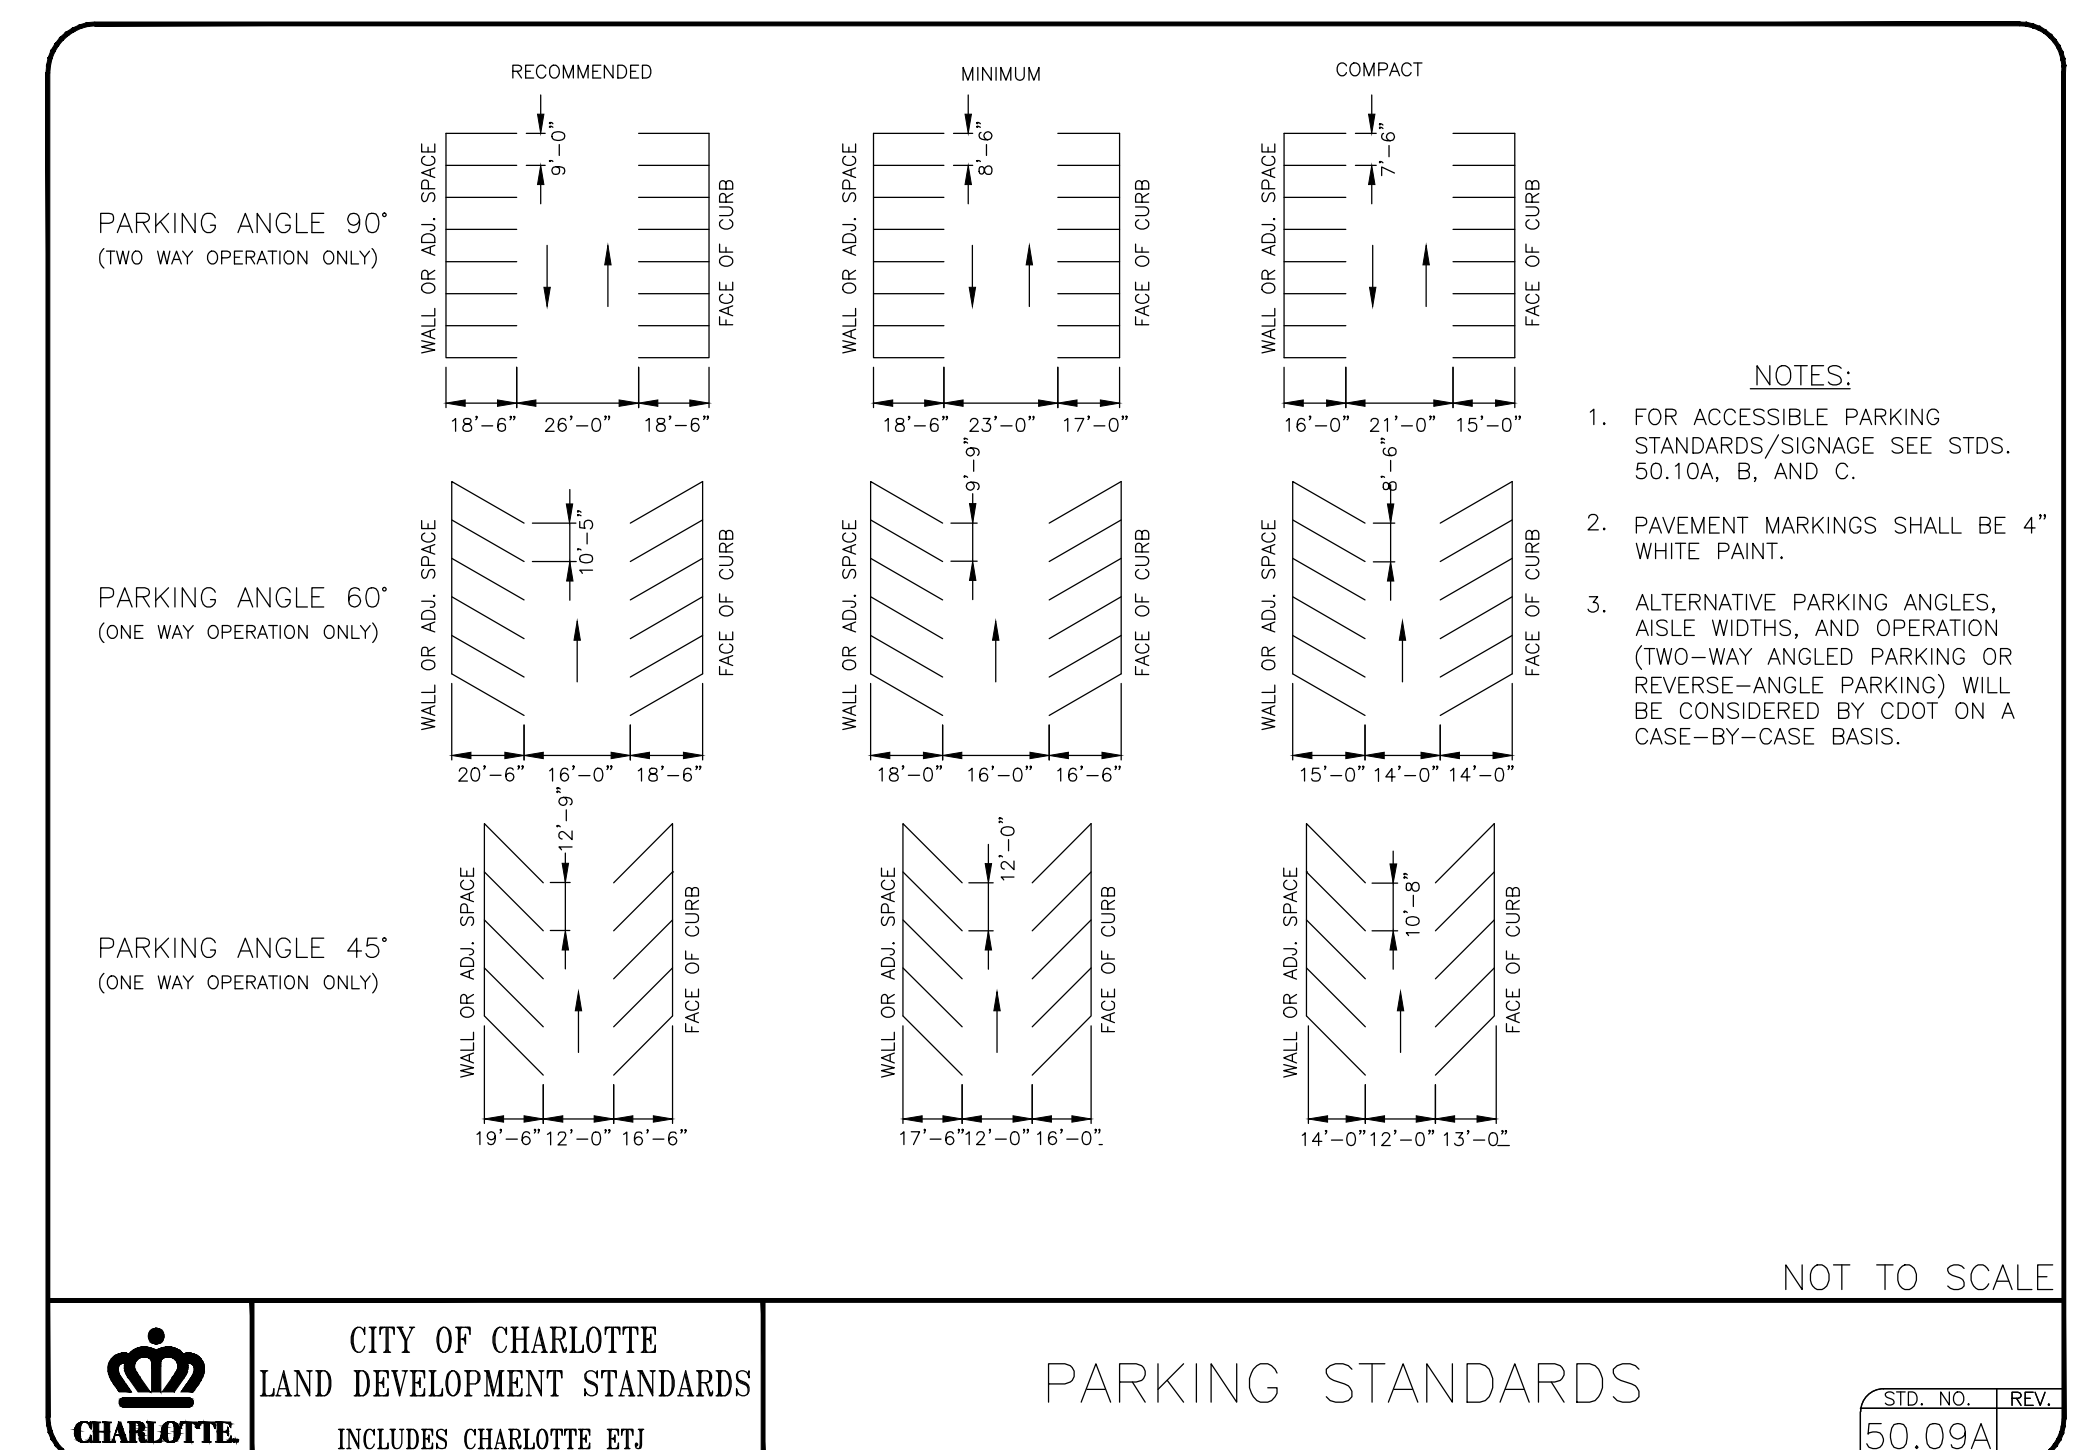 RECOMMENDED
MINIMUM
COMPACT
PARKING ANGLE 90°
(TWO WAY OPERATION ONLY)
WALL OR ADJ. SPACE
9'-0"
FACE OF CURB
18'-6" 26'-0" 18'-6"
WALL OR ADJ. SPACE
8'-6"
FACE OF CURB
18'-6" 23'-0" 17'-0"
WALL OR ADJ. SPACE
7'-6"
FACE OF CURB
16'-0" 21'-0" 15'-0"
PARKING ANGLE 60°
(ONE WAY OPERATION ONLY)
WALL OR ADJ. SPACE
10'-5"
FACE OF CURB
20'-6" 16'-0" 18'-6"
WALL OR ADJ. SPACE
9'-9"
FACE OF CURB
18'-0" 16'-0" 16'-6"
WALL OR ADJ. SPACE
8'-6"
FACE OF CURB
15'-0" 14'-0" 14'-0"
PARKING ANGLE 45°
(ONE WAY OPERATION ONLY)
WALL OR ADJ. SPACE
12'-9"
FACE OF CURB
19'-6" 12'-0" 16'-6"
WALL OR ADJ. SPACE
12'-0"
FACE OF CURB
17'-6" 12'-0" 16'-0"
WALL OR ADJ. SPACE
10'-8"
FACE OF CURB
14'-0" 12'-0" 13'-0"
NOTES:
1. FOR ACCESSIBLE PARKING
STANDARDS/SIGNAGE SEE STDS.
50.10A, B, AND C.
2. PAVEMENT MARKINGS SHALL BE 4"
WHITE PAINT.
3. ALTERNATIVE PARKING ANGLES,
AISLE WIDTHS, AND OPERATION
(TWO-WAY ANGLED PARKING OR
REVERSE-ANGLE PARKING) WILL
BE CONSIDERED BY CDOT ON A
CASE-BY-CASE BASIS.
NOT TO SCALE
CHARLOTTE.
CITY OF CHARLOTTE
LAND DEVELOPMENT STANDARDS
INCLUDES CHARLOTTE ETJ
PARKING STANDARDS
STD. NO. REV.
50.09A